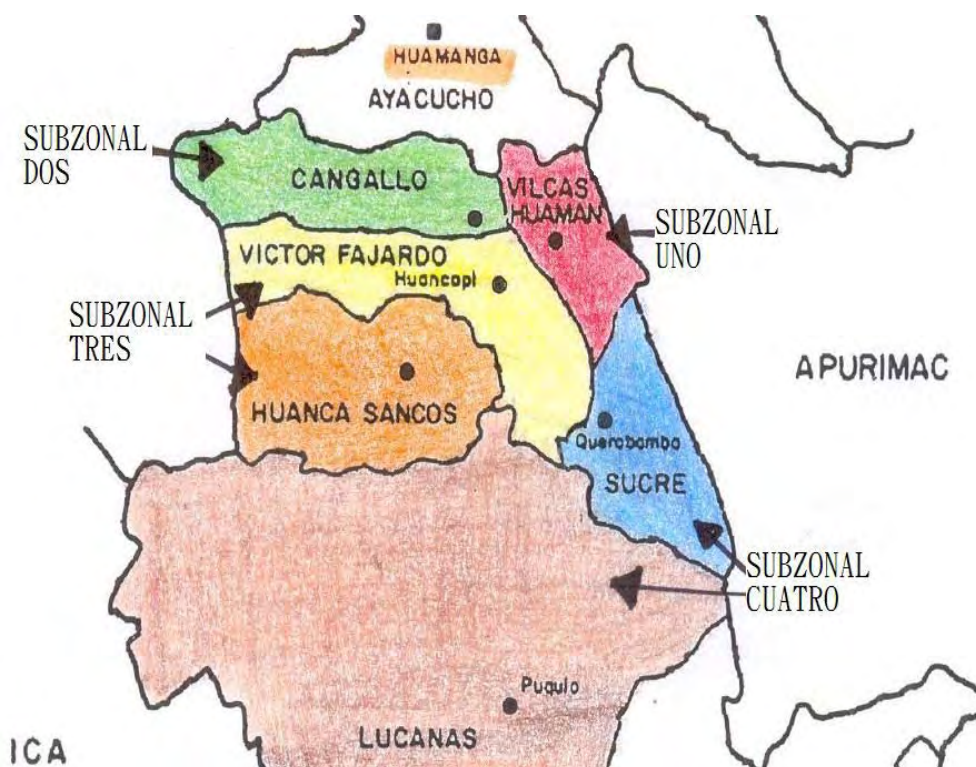 HUAMANGA
AYACUCHO
SUBZONAL
DOS
CANGALLO
VILCAS
HUAMAN
SUBZONAL
UNO
VICTOR FAJARDO
Huancapi
SUBZONAL
TRES
APURIMAC
HUANCA SANCOS
Querobamba
SUCRE
SUBZONAL
CUATRO
Puquio
LUCANAS
ICA